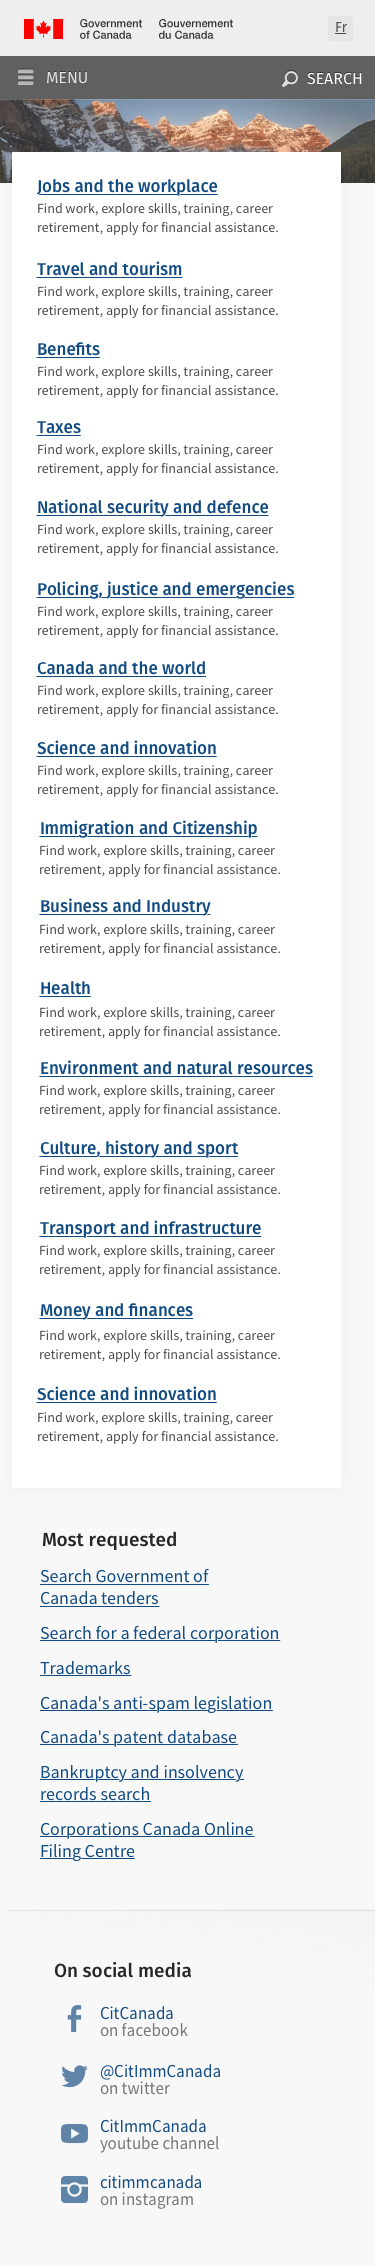 Government
of Canada
Gouvernement
du Canada
Fr
MENU
SEARCH
Jobs and the workplace
Find work, explore skills, training, career
retirement, apply for financial assistance.
Travel and tourism
Find work, explore skills, training, career
retirement, apply for financial assistance.
Benefits
Find work, explore skills, training, career
retirement, apply for financial assistance.
Taxes
Find work, explore skills, training, career
retirement, apply for financial assistance.
National security and defence
Find work, explore skills, training, career
retirement, apply for financial assistance.
Policing, justice and emergencies
Find work, explore skills, training, career
retirement, apply for financial assistance.
Canada and the world
Find work, explore skills, training, career
retirement, apply for financial assistance.
Science and innovation
Find work, explore skills, training, career
retirement, apply for financial assistance.
Immigration and Citizenship
Find work, explore skills, training, career
retirement, apply for financial assistance.
Business and Industry
Find work, explore skills, training, career
retirement, apply for financial assistance.
Health
Find work, explore skills, training, career
retirement, apply for financial assistance.
Environment and natural resources
Find work, explore skills, training, career
retirement, apply for financial assistance.
Culture, history and sport
Find work, explore skills, training, career
retirement, apply for financial assistance.
Transport and infrastructure
Find work, explore skills, training, career
retirement, apply for financial assistance.
Money and finances
Find work, explore skills, training, career
retirement, apply for financial assistance.
Science and innovation
Find work, explore skills, training, career
retirement, apply for financial assistance.
Most requested
Search Government of
Canada tenders
Search for a federal corporation
Trademarks
Canada's anti-spam legislation
Canada's patent database
Bankruptcy and insolvency
records search
Corporations Canada Online
Filing Centre
On social media
CitCanada
on facebook
@CitImmCanada
on twitter
CitImmCanada
youtube channel
citimmcanada
on instagram